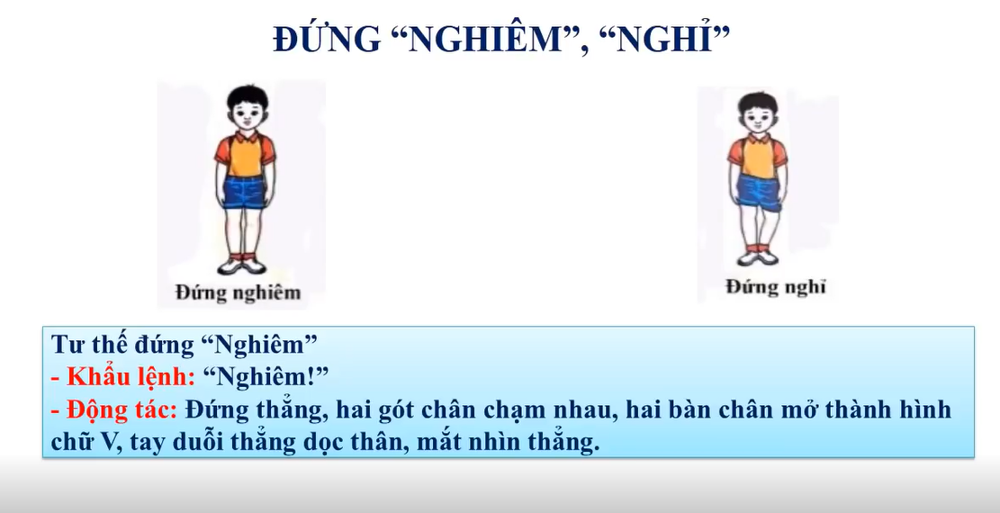 ĐỨNG “NGHIÊM”, “NGHỈ”
Đứng nghiêm
Đứng nghỉ
Tư thế đứng “Nghiêm”
- Khẩu lệnh: “Nghiêm!”
- Động tác: Đứng thẳng, hai gót chân chạm nhau, hai bàn chân mở thành hình
chữ V, tay duỗi thẳng dọc thân, mắt nhìn thẳng.